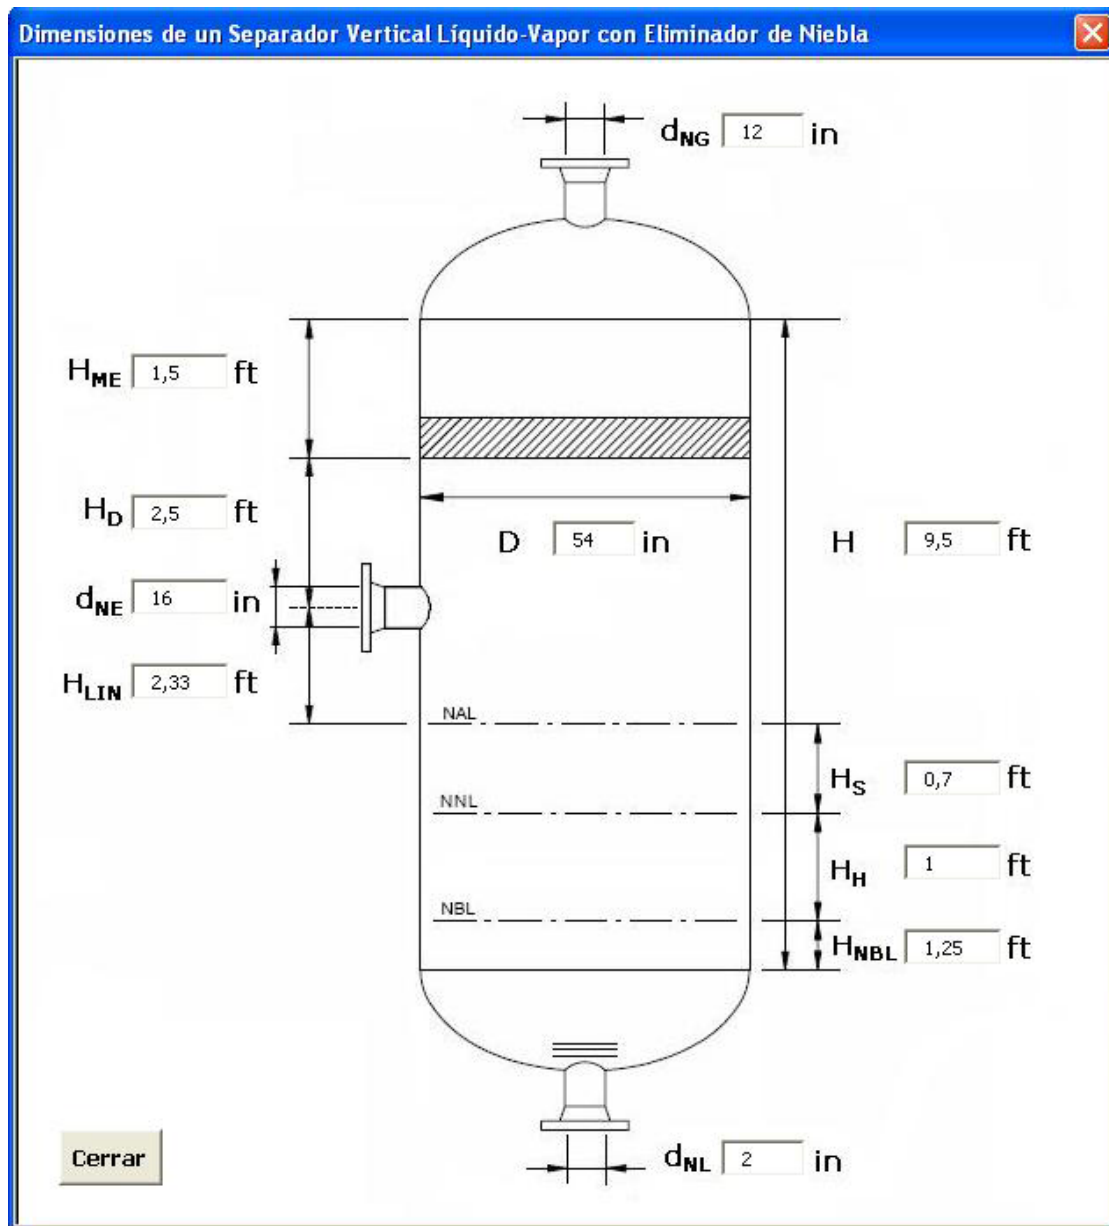 Dimensiones de un Separador Vertical Líquido-Vapor con Eliminador de Niebla
dNG 12 in
HME 1,5 ft
HD 2,5 ft
D 54 in
H 9,5 ft
dNE 16 in
HLIN 2,33 ft
NAL
HS 0,7 ft
NNL
HH 1 ft
NBL
HNBL 1,25 ft
Cerrar
dNL 2 in